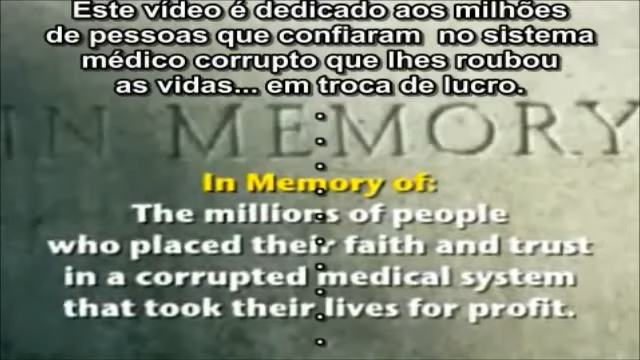 Este vídeo é dedicado aos milhões
de pessoas que confiaram no sistema
médico corrupto que lhes roubou
as vidas... em troca de lucro.
IN MEMORY
In Memory of:
The millions of people
who placed their faith and trust
in a corrupted medical system
that took their lives for profit.